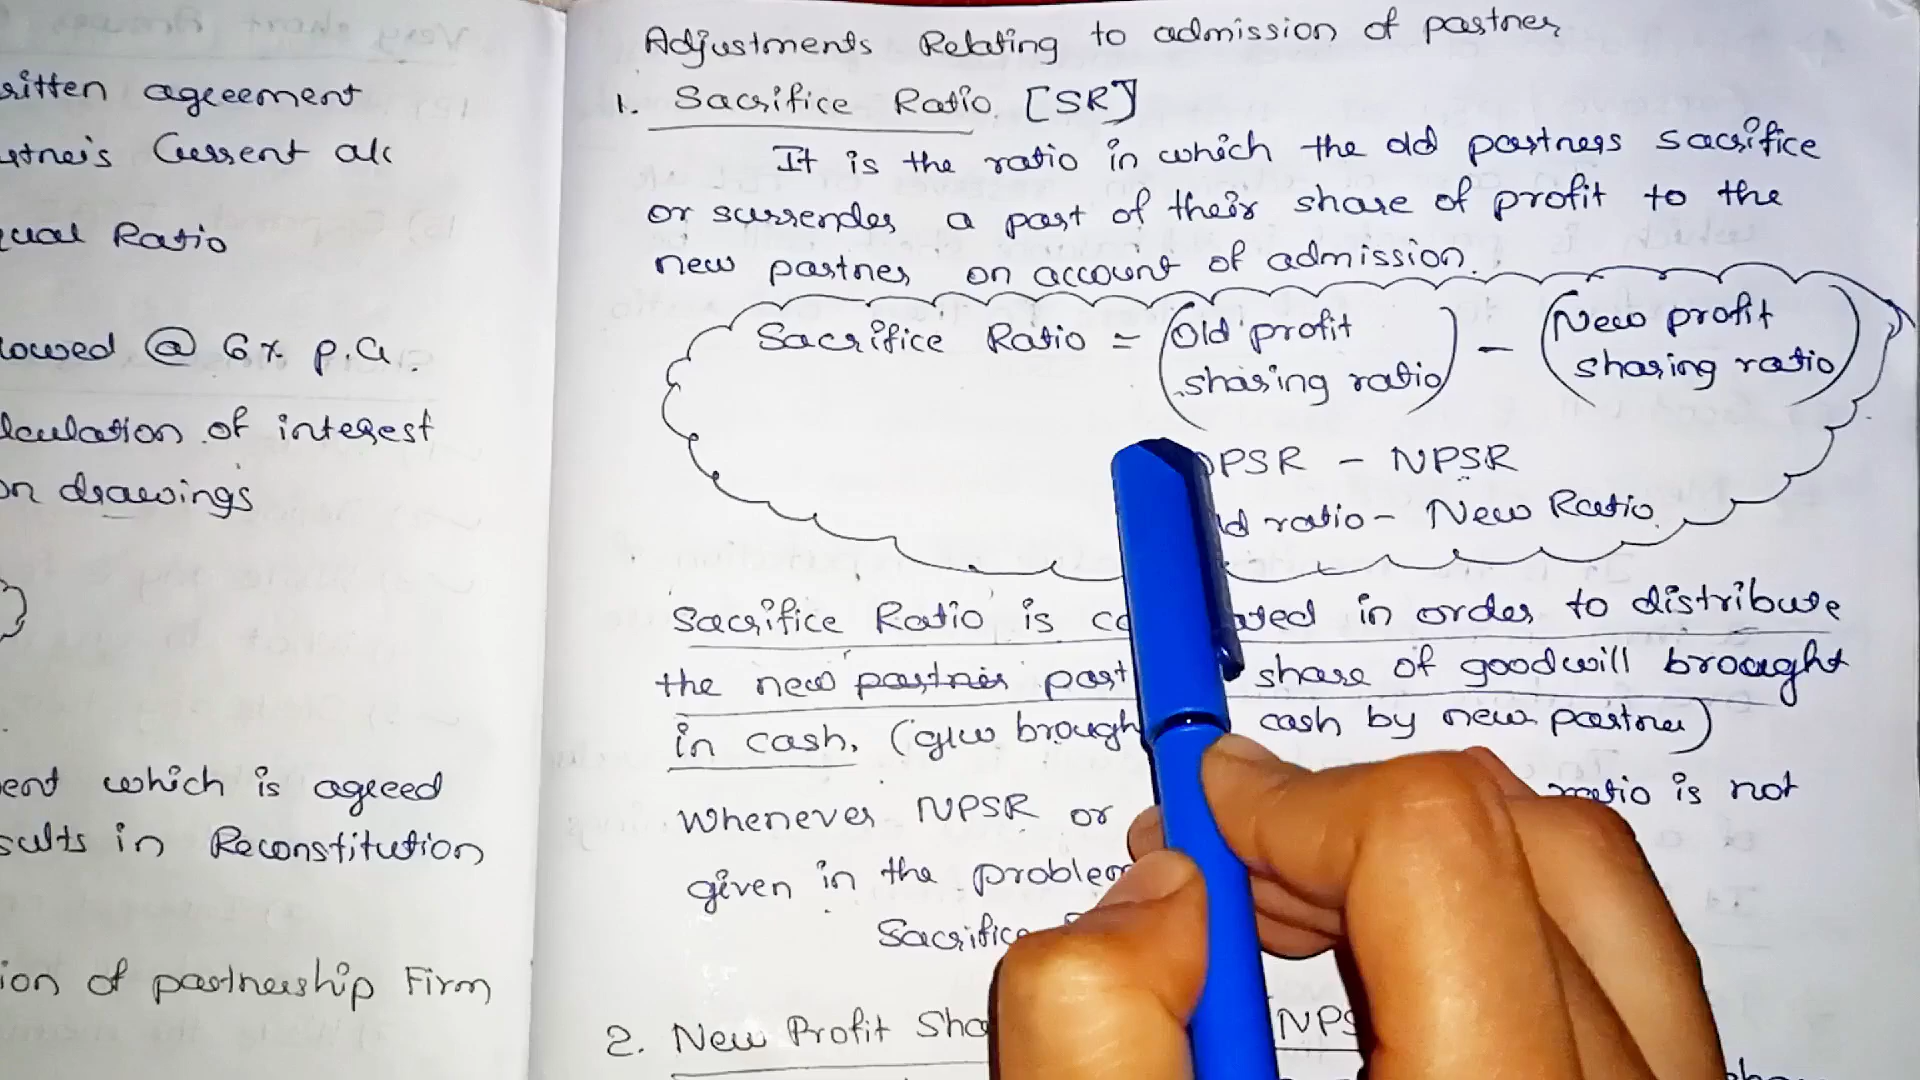 ritten agreement
rtner's Current a/c
qual Ratio
lowed @ 6% p.a.
lculation of interest
on drawings
ent which is agreed
sults in Reconstitution
ion of partnership Firm
Adjustments Relating to admission of partner
1. Sacrifice Ratio [SR]
It is the ratio in which the old partners sacrifice
or surrender a part of their share of profit to the
new partner on account of admission.
Sacrifice Ratio = (Old profit sharing ratio) - (New profit sharing ratio)
OPSR - NPSR
ld ratio - New Ratio
Sacrifice Ratio is ated in order to distribute
the new partner's part share of goodwill brought
in cash. (G/w brough cash by new partner)
Whenever NPSR or ratio is not
given in the problem
Sacrifice
2. New Profit Sha [NPS